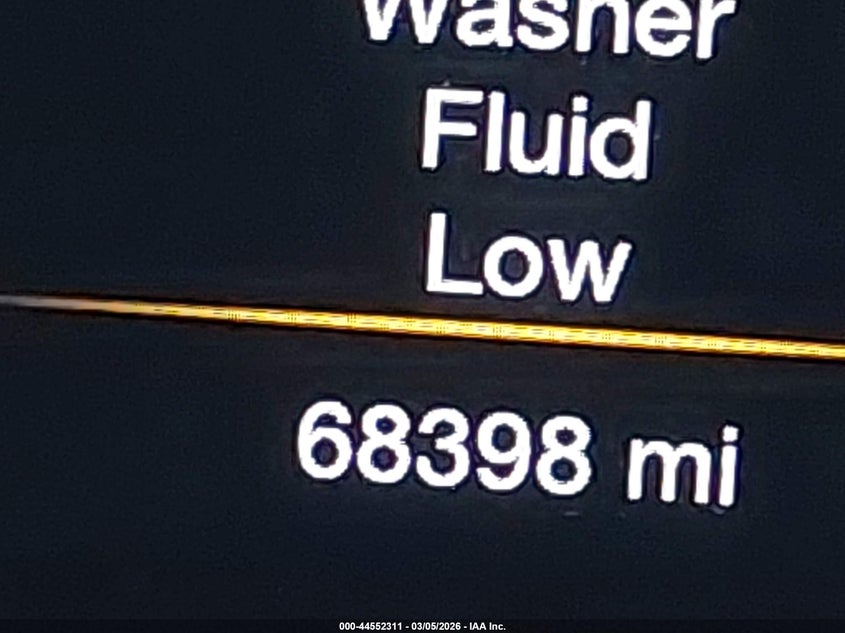 Washer
Fluid
Low
68398 mi
000-44552311 - 03/05/2026 - IAA Inc.